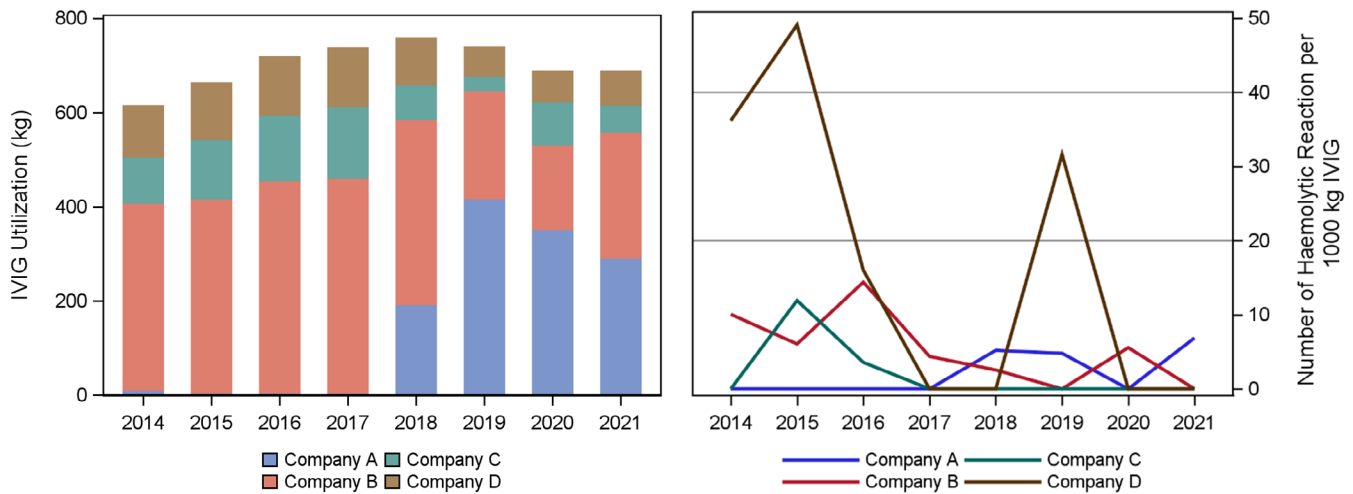 IVIG Utilization (kg)
800
600
400
200
0
2014 2015 2016 2017 2018 2019 2020 2021
Company A Company C
Company B Company D
50
40
30
20
10
0
Number of Haemolytic Reaction per
1000 kg IVIG
2014 2015 2016 2017 2018 2019 2020 2021
Company A Company C
Company B Company D